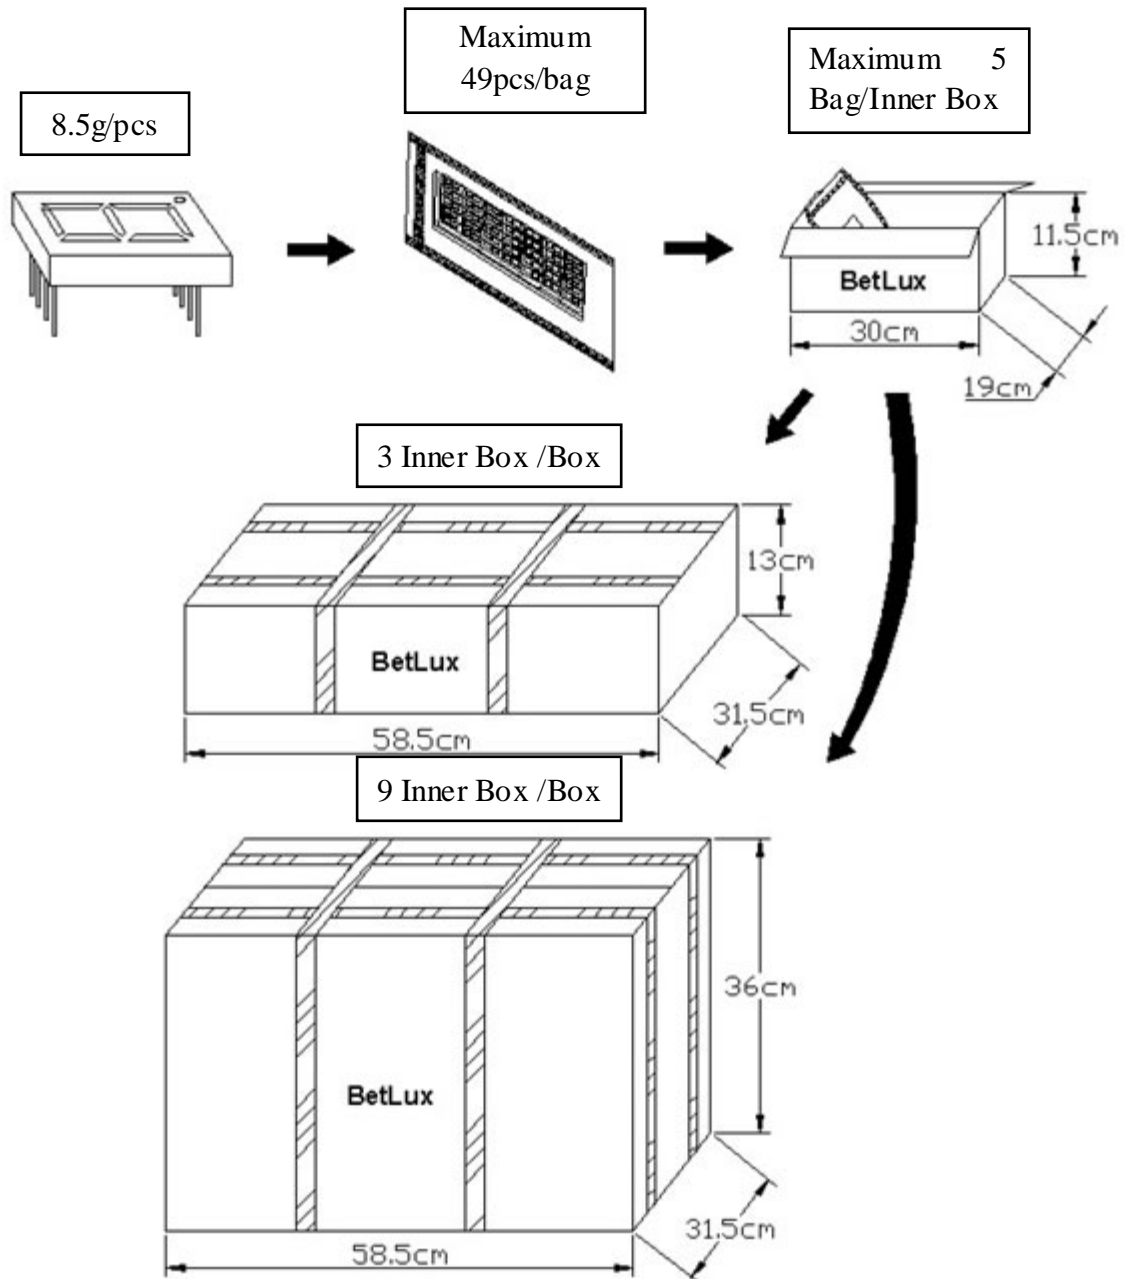 8.5g/pcs
Maximum
49pcs/bag
Maximum 5
Bag/Inner Box
BetLux
11.5cm
30cm
19cm
3 Inner Box /Box
BetLux
13cm
31.5cm
58.5cm
9 Inner Box /Box
BetLux
36cm
31.5cm
58.5cm